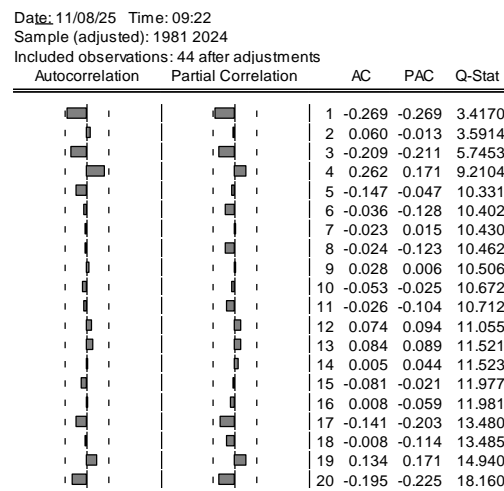 Date: 11/08/25 Time: 09:22
Sample (adjusted): 1981 2024
Included observations: 44 after adjustments
Autocorrelation Partial Correlation AC PAC Q-Stat
1 -0.269 -0.269 3.4170
2 0.060 -0.013 3.5914
3 -0.209 -0.211 5.7453
4 0.262 0.171 9.2104
5 -0.147 -0.047 10.331
6 -0.036 -0.128 10.402
7 -0.023 0.015 10.430
8 -0.024 -0.123 10.462
9 0.028 0.006 10.506
10 -0.053 -0.025 10.672
11 -0.026 -0.104 10.712
12 0.074 0.094 11.055
13 0.084 0.089 11.521
14 0.005 0.044 11.523
15 -0.081 -0.021 11.977
16 0.008 -0.059 11.981
17 -0.141 -0.203 13.480
18 -0.008 -0.114 13.485
19 0.134 0.171 14.940
20 -0.195 -0.225 18.160